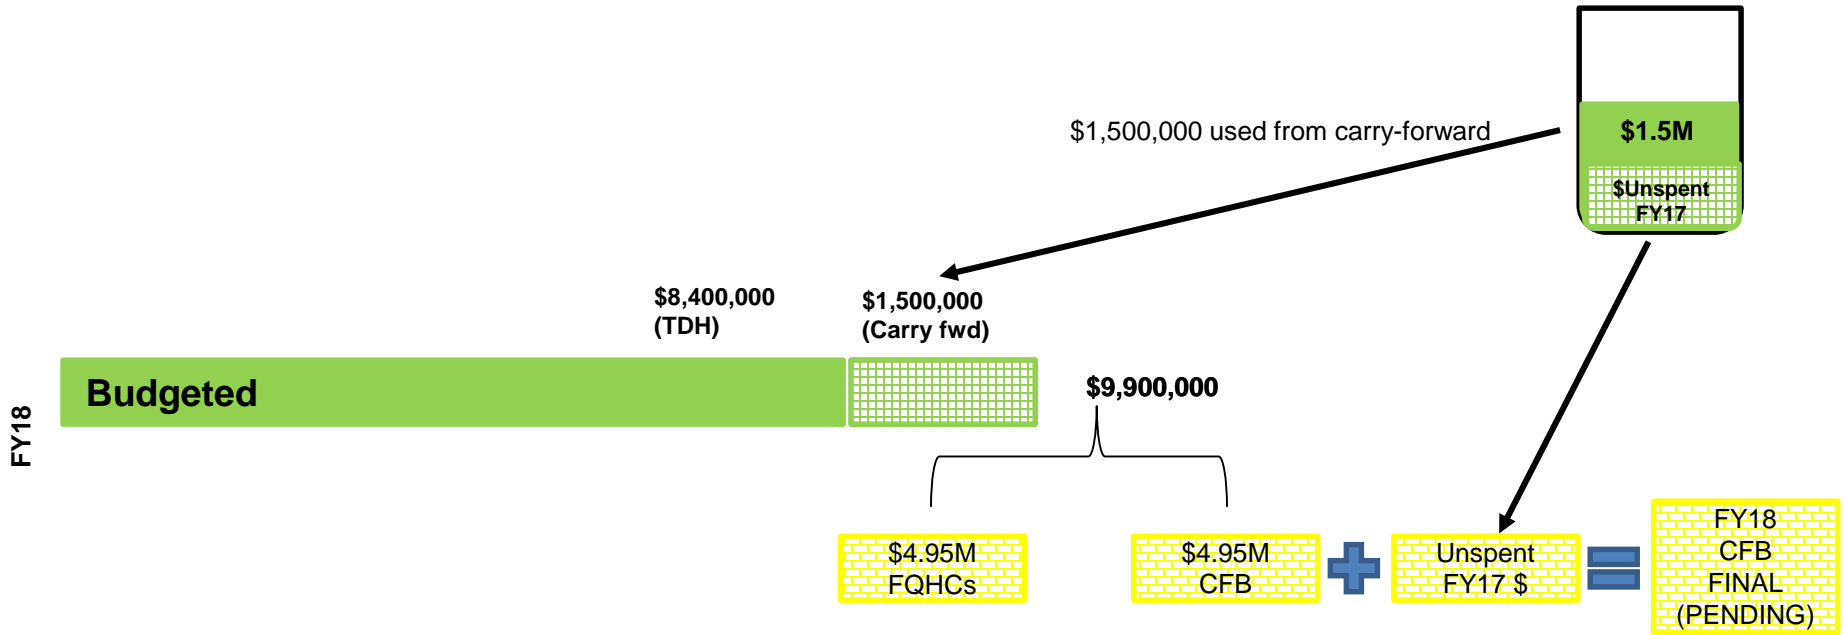 $1,500,000 used from carry-forward
$1.5M
$Unspent
FY17
$8,400,000
(TDH)
$1,500,000
(Carry fwd)
Budgeted
$9,900,000
FY18
$4.95M
FQHCs
$4.95M
CFB
Unspent
FY17 $
FY18
CFB
FINAL
(PENDING)